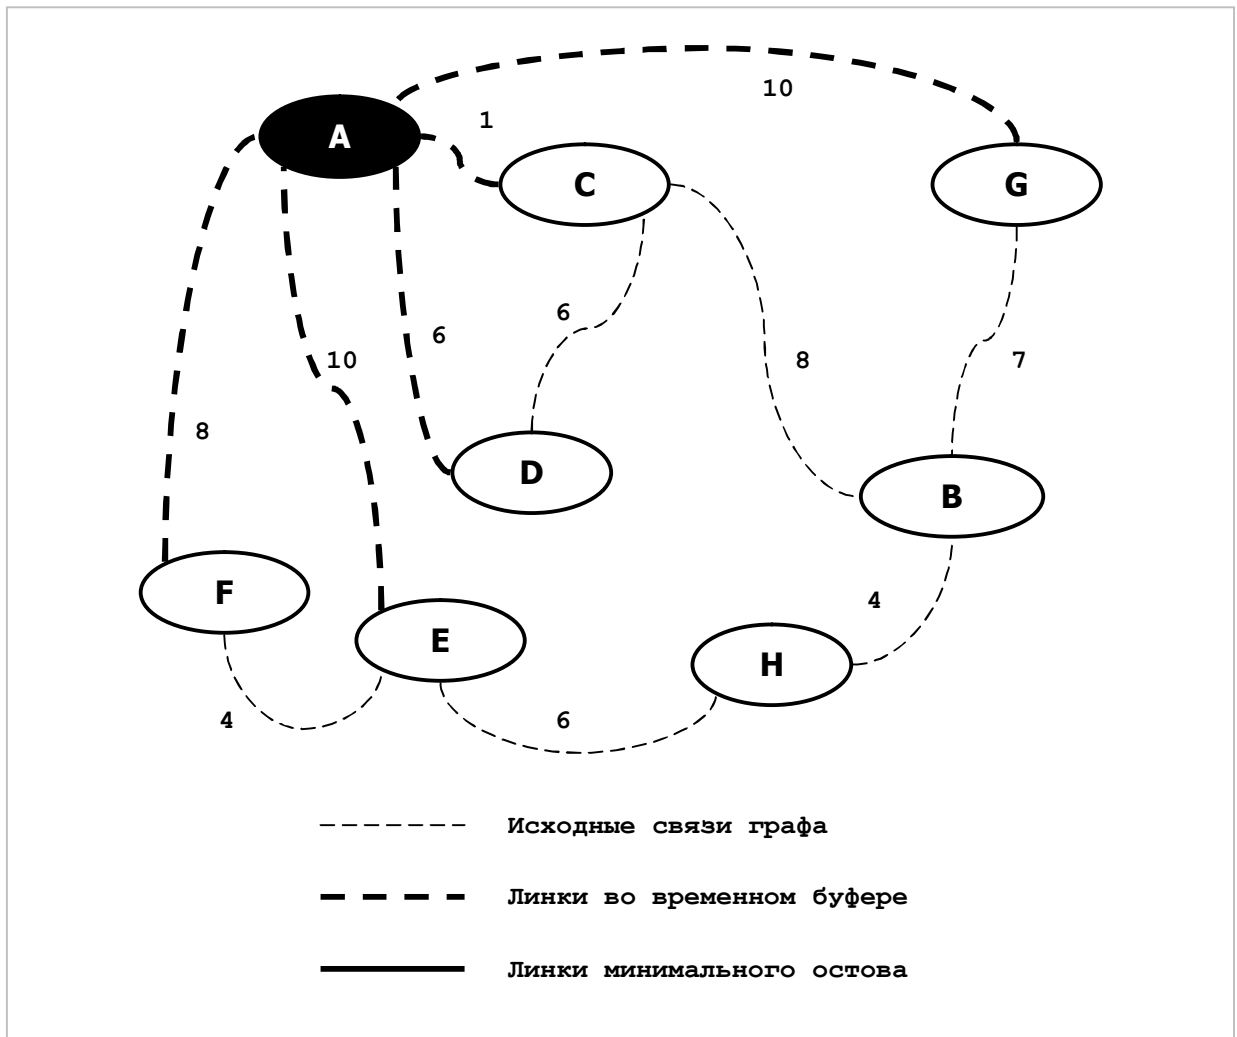 10
1
A
C
G
6
6
10
8
7
8
D
B
F
4
E
H
4
6
Исходные связи графа
Линки во временном буфере
Линки минимального остова